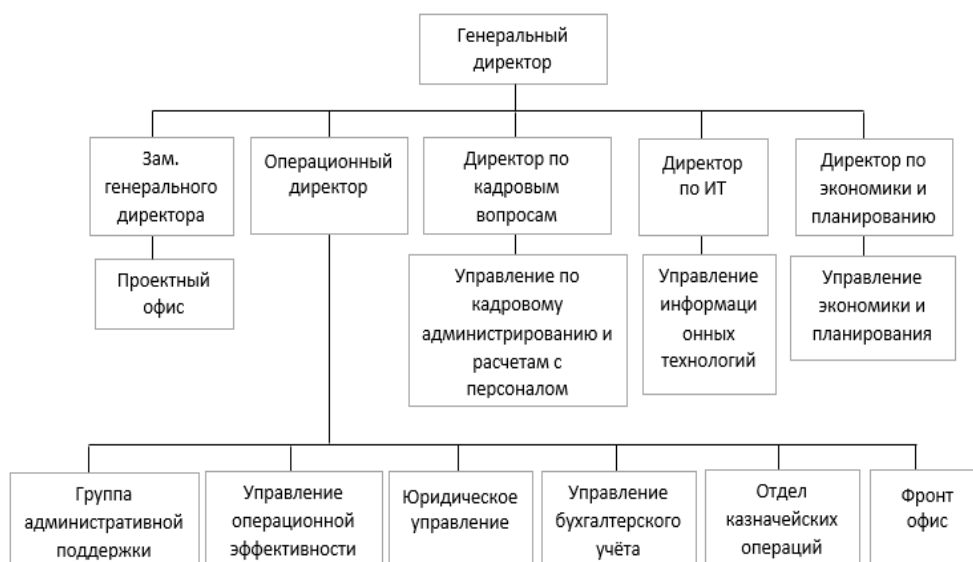 Генеральный
директор
Зам.
генерального
директора
Операционный
директор
Директор по
кадровым
вопросам
Директор
по ИТ
Директор по
экономики и
планированию
Проектный
офис
Управление по
кадровому
администрированию и
расчетам с
персоналом
Управление
информаци
онных
технологий
Управление
экономики и
планирования
Группа
административной
поддержки
Управление
операционной
эффективности
Юридическое
управление
Управление
бухгалтерского
учёта
Отдел
казначейских
операций
Фронт
офис